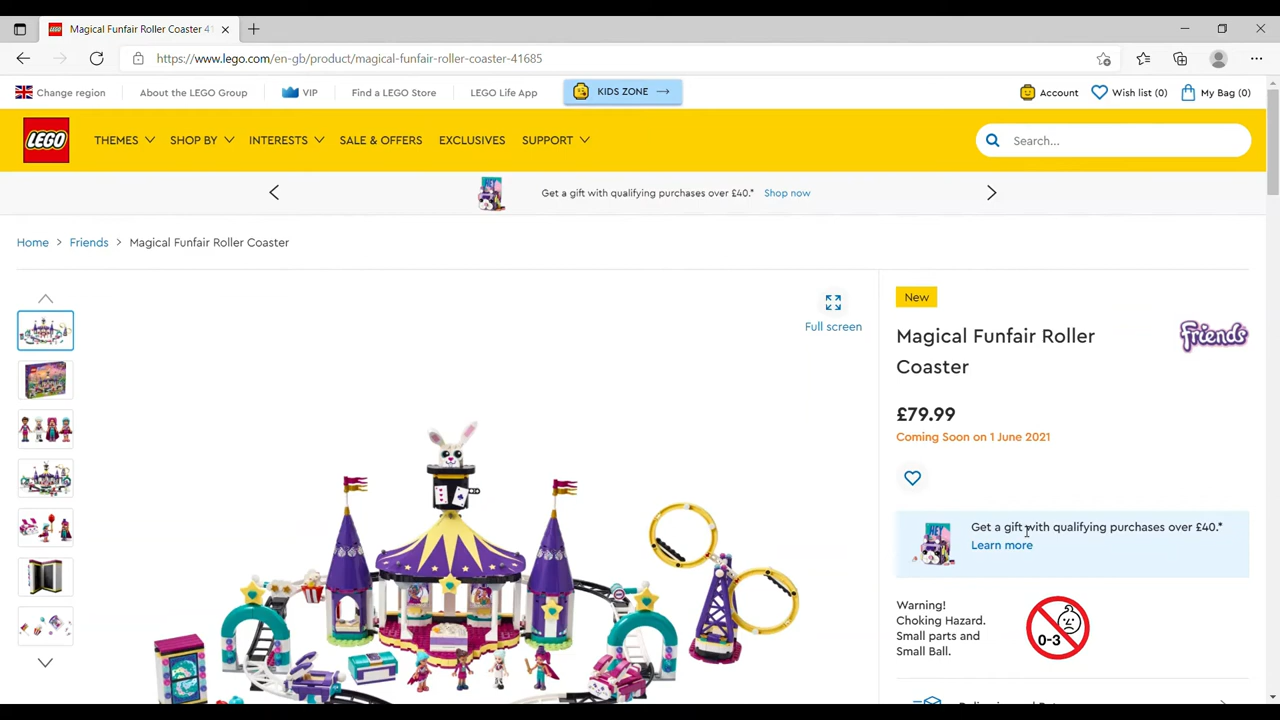 Magical Funfair Roller Coaster 41
https://www.lego.com/en-gb/product/magical-funfair-roller-coaster-41685
Change region
About the LEGO Group
VIP
Find a LEGO Store
LEGO Life App
KIDS ZONE
Account
Wish list (0)
My Bag (0)
LEGO
THEMES
SHOP BY
INTERESTS
SALE & OFFERS
EXCLUSIVES
SUPPORT
Search...
Get a gift with qualifying purchases over £40.* Shop now
Home > Friends > Magical Funfair Roller Coaster
Full screen
New
Magical Funfair Roller
Coaster
Friends
£79.99
Coming Soon on 1 June 2021
Get a gift with qualifying purchases over £40.*
Learn more
Warning!
Choking Hazard.
Small parts and
Small Ball.
0-3